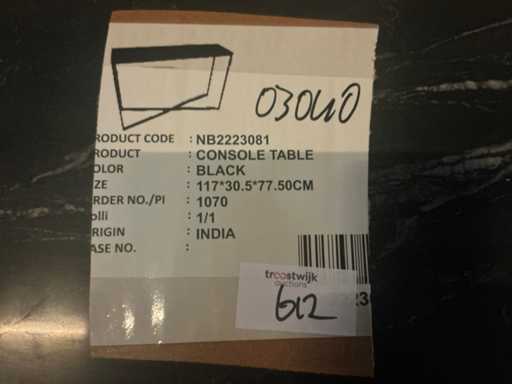 03040
RODUCT CODE : NB2223081
RODUCT : CONSOLE TABLE
OLOR : BLACK
ZE : 117*30.5*77.50CM
RDER NO./PI : 1070
olli : 1/1
RIGIN : INDIA
ASE NO. :
troostwijk
auctions
612
23